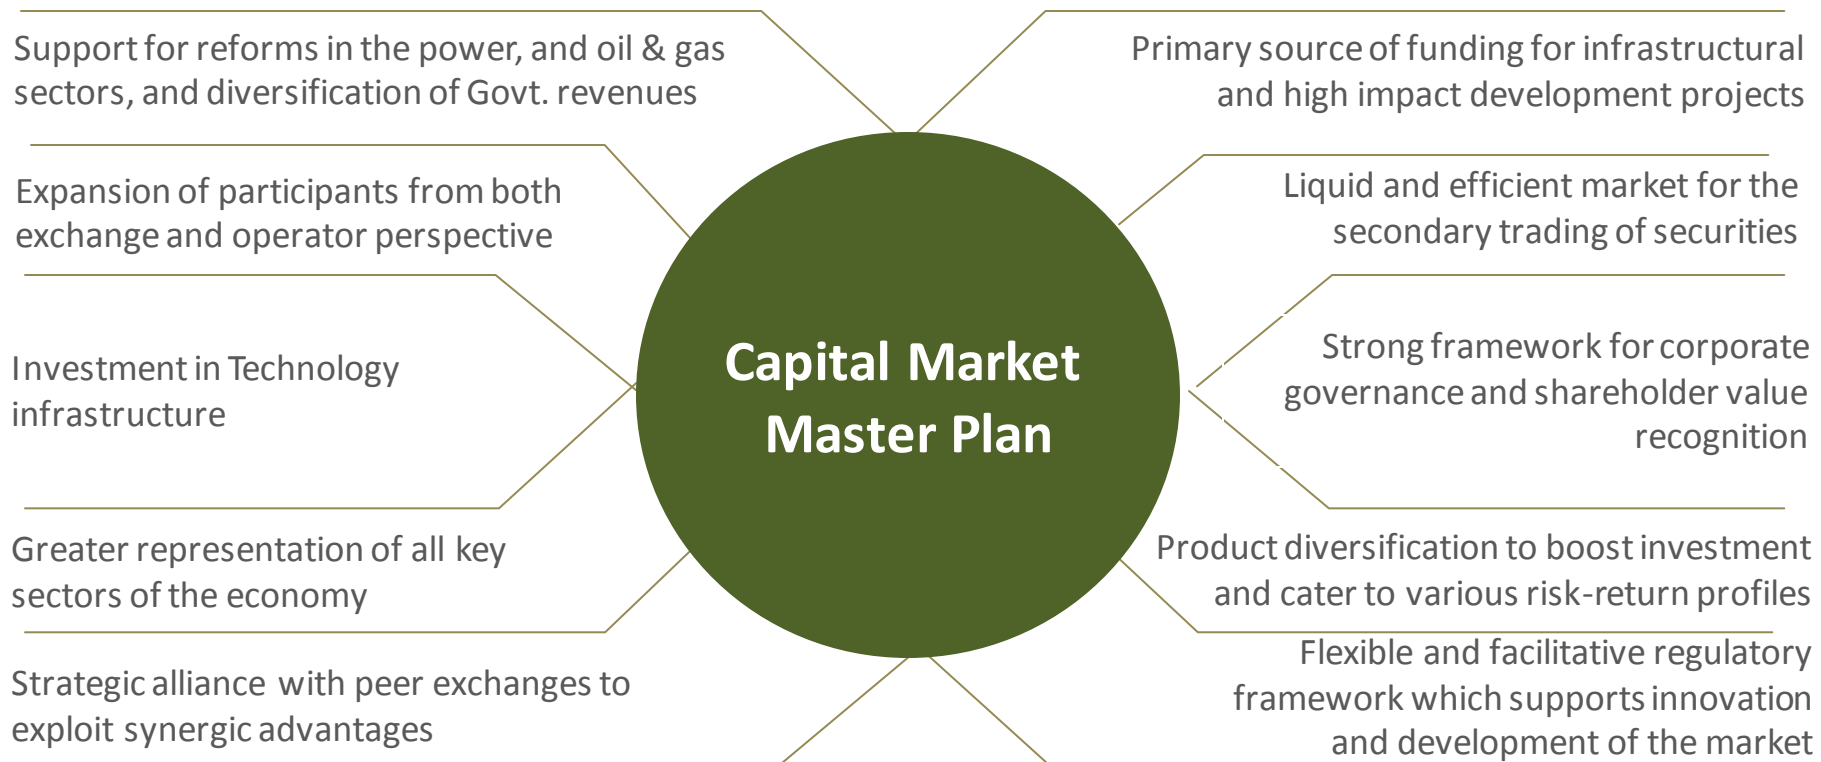 Support for reforms in the power, and oil & gas
sectors, and diversification of Govt. revenues
Expansion of participants from both
exchange and operator perspective
Investment in Technology
infrastructure
Greater representation of all key
sectors of the economy
Strategic alliance with peer exchanges to
exploit synergic advantages
Capital Market
Master Plan
Primary source of funding for infrastructural
and high impact development projects
Liquid and efficient market for the
secondary trading of securities
Strong framework for corporate
governance and shareholder value
recognition
Product diversification to boost investment
and cater to various risk-return profiles
Flexible and facilitative regulatory
framework which supports innovation
and development of the market